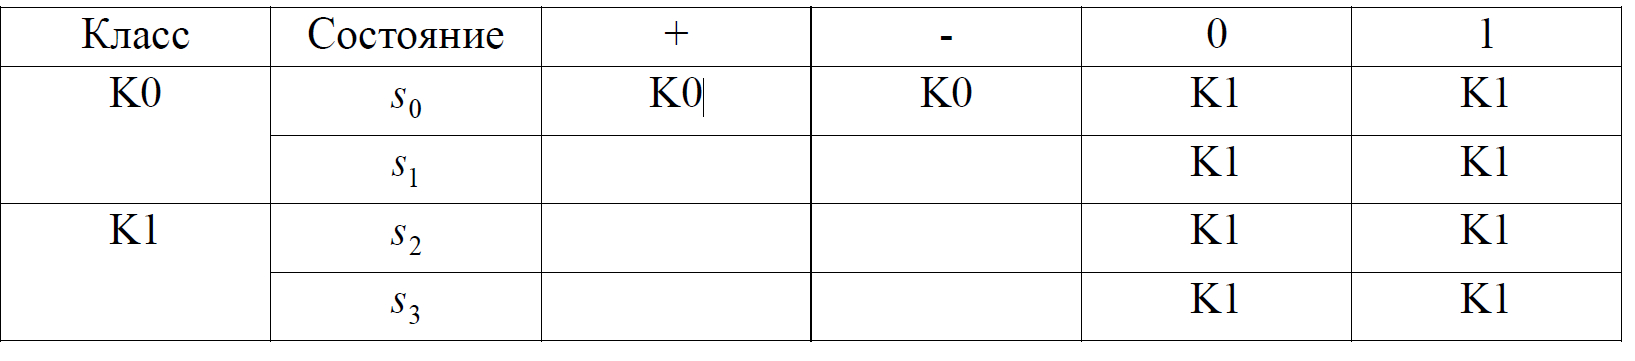 Класс Состояние + - 0 1
K0 s0 K0 K0 K1 K1
s1 K1 K1
K1 s2 K1 K1
s3 K1 K1